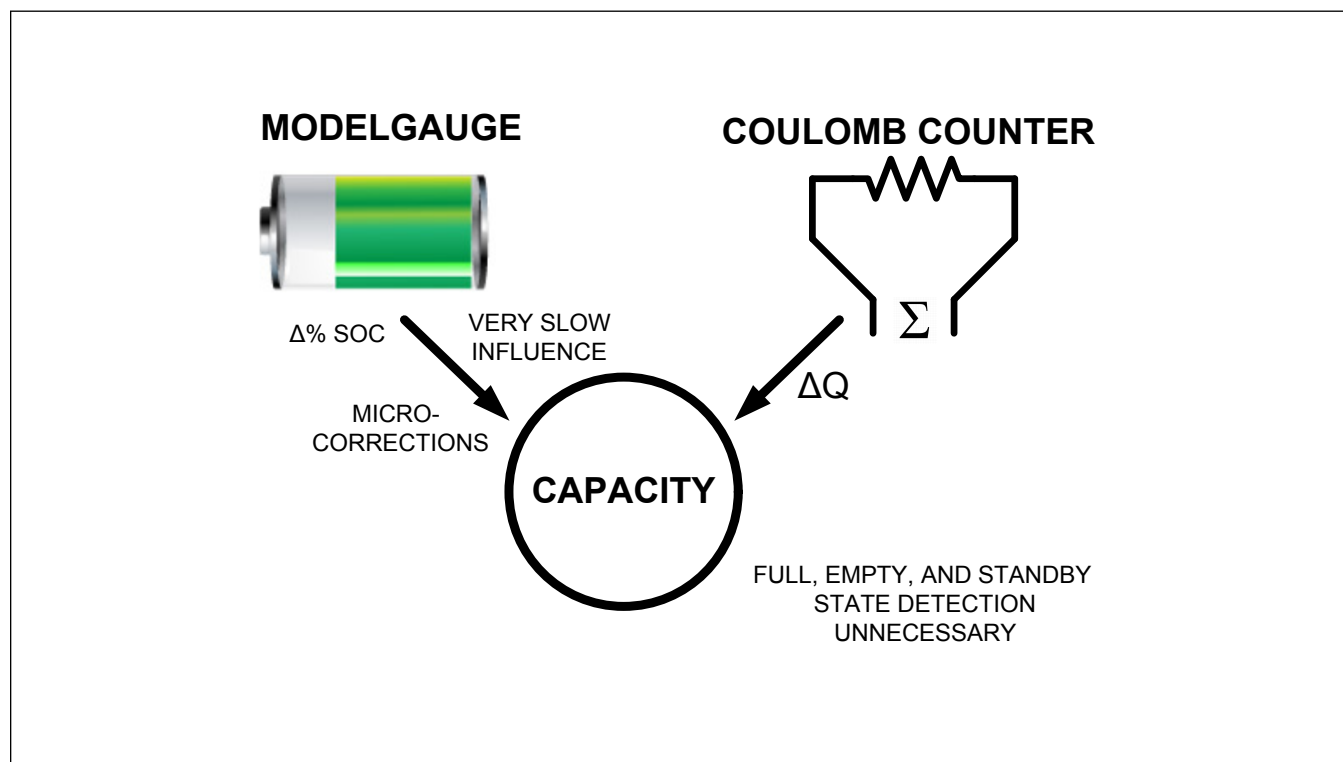 MODELGAUGE
COULOMB COUNTER
Σ
Δ% SOC
VERY SLOW
INFLUENCE
ΔQ
MICRO-
CORRECTIONS
CAPACITY
FULL, EMPTY, AND STANDBY
STATE DETECTION
UNNECESSARY